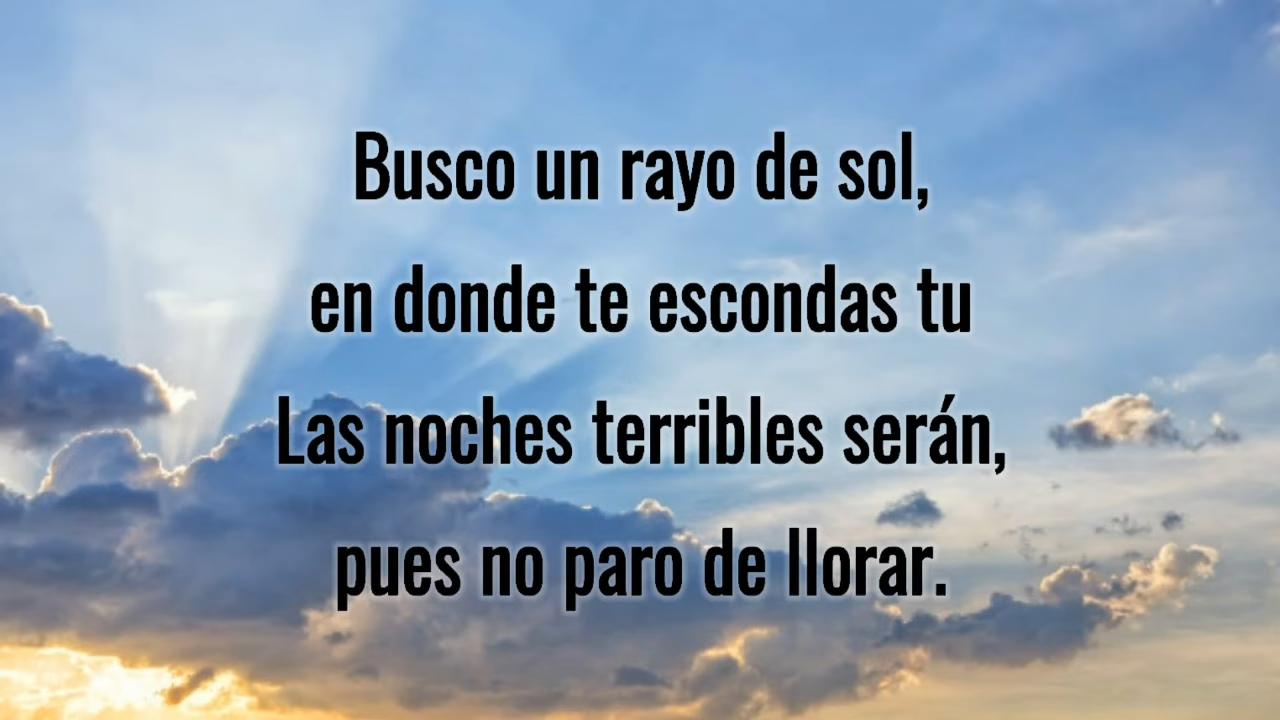 Busco un rayo de sol,
en donde te escondas tu
Las noches terribles serán,
pues no paro de llorar.